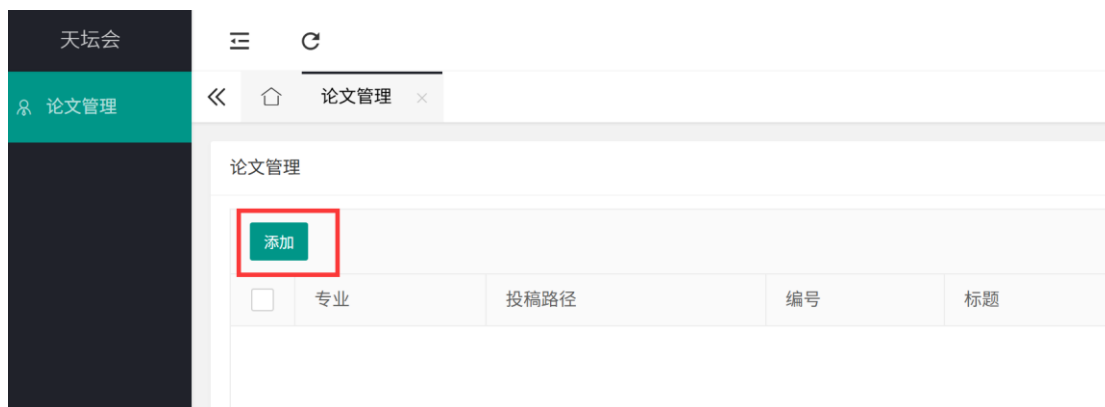 天坛会
论文管理
论文管理
论文管理
添加
专业 投稿路径 编号 标题